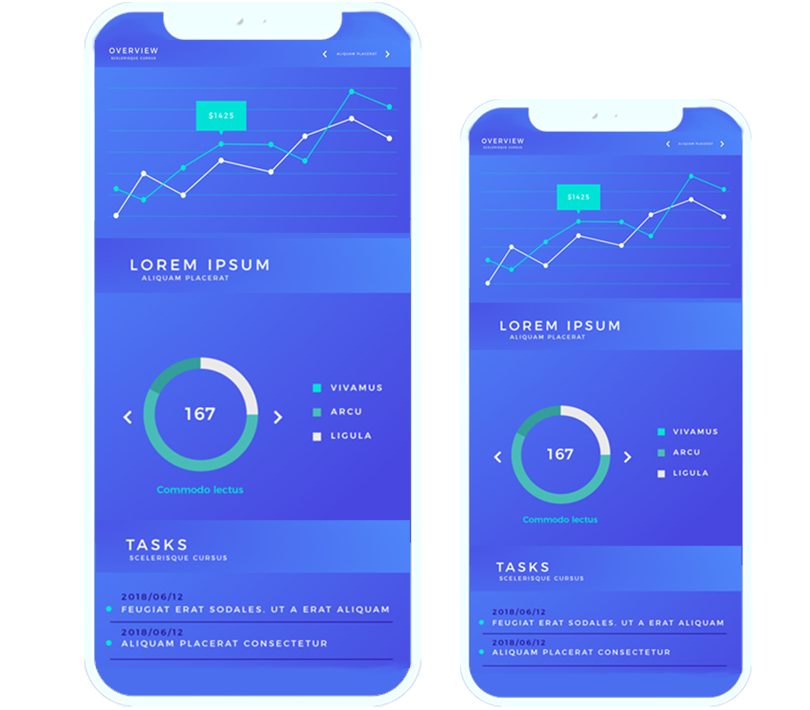 OVERVIEW
SCELERISQUE CURSUS
ALIQUAM PLACERAT
$1425
LOREM IPSUM
ALIQUAM PLACERAT
167
VIVAMUS
ARCU
LIGULA
Commodo lectus
TASKS
SCELERISQUE CURSUS
2018/06/12
FEUGIAT ERAT SODALES. UT A ERAT ALIQUAM
2018/06/12
ALIQUAM PLACERAT CONSECTETUR
OVERVIEW
SCELERISQUE CURSUS
ALIQUAM PLACERAT
$1425
LOREM IPSUM
ALIQUAM PLACERAT
167
VIVAMUS
ARCU
LIGULA
Commodo lectus
TASKS
SCELERISQUE CURSUS
2018/06/12
FEUGIAT ERAT SODALES. UT A ERAT ALIQUAM
2018/06/12
ALIQUAM PLACERAT CONSECTETUR